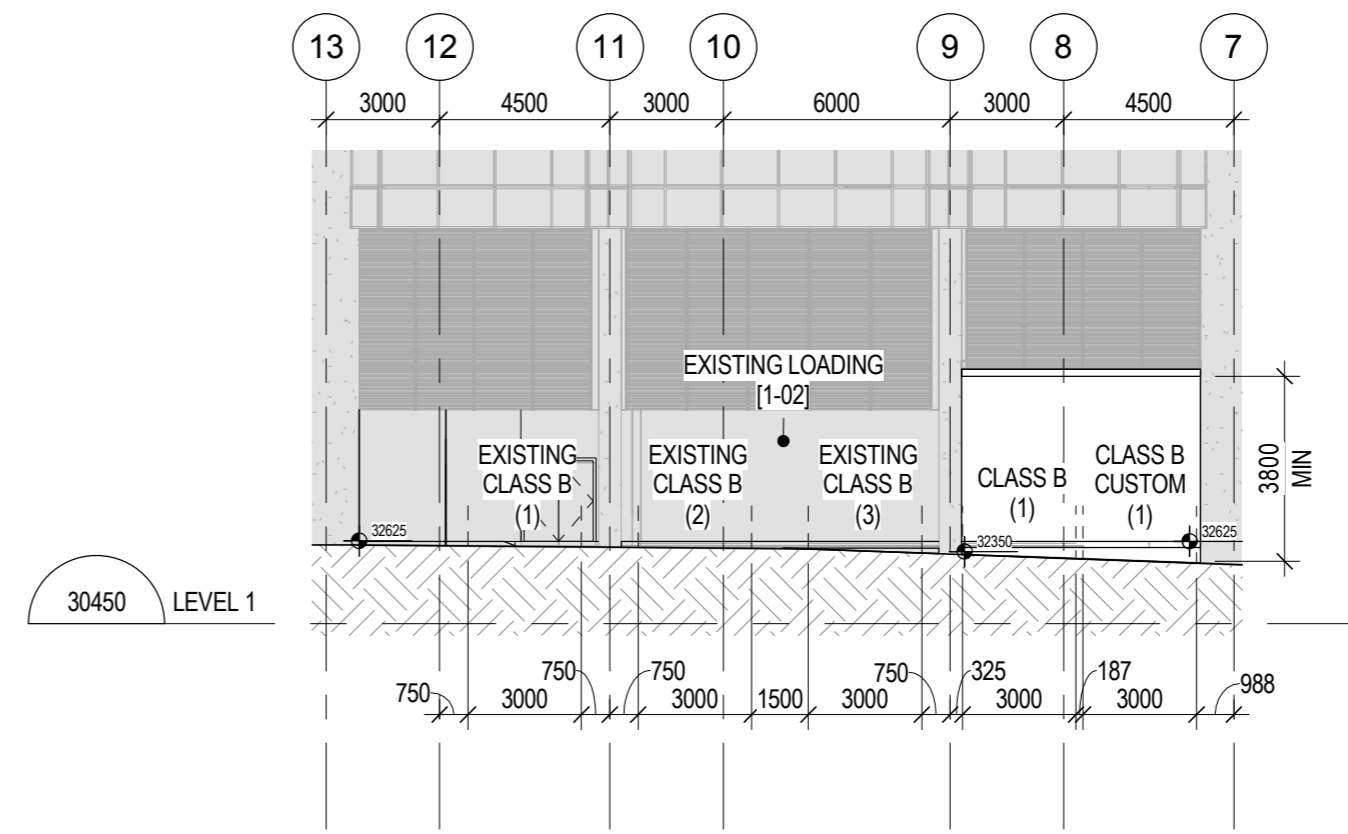 13 12 11 10 9 8 7
3000 4500 3000 6000 3000 4500
EXISTING LOADING
[1-02]
EXISTING
CLASS B
(1)
EXISTING
CLASS B
(2)
EXISTING
CLASS B
(3)
CLASS B
(1)
CLASS B
CUSTOM
(1)
3800
MIN
32625
32350
32625
30450 LEVEL 1
750 3000 750 750 3000 1500 3000 750 325 3000 187 3000 988